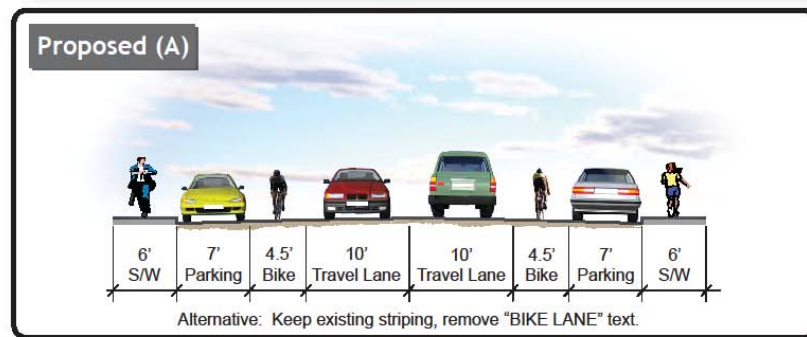 Proposed (A)
6' 7' 4.5' 10' 10' 4.5' 7' 6'
S/W Parking Bike Travel Lane Travel Lane Bike Parking S/W
Alternative: Keep existing striping, remove “BIKE LANE” text.